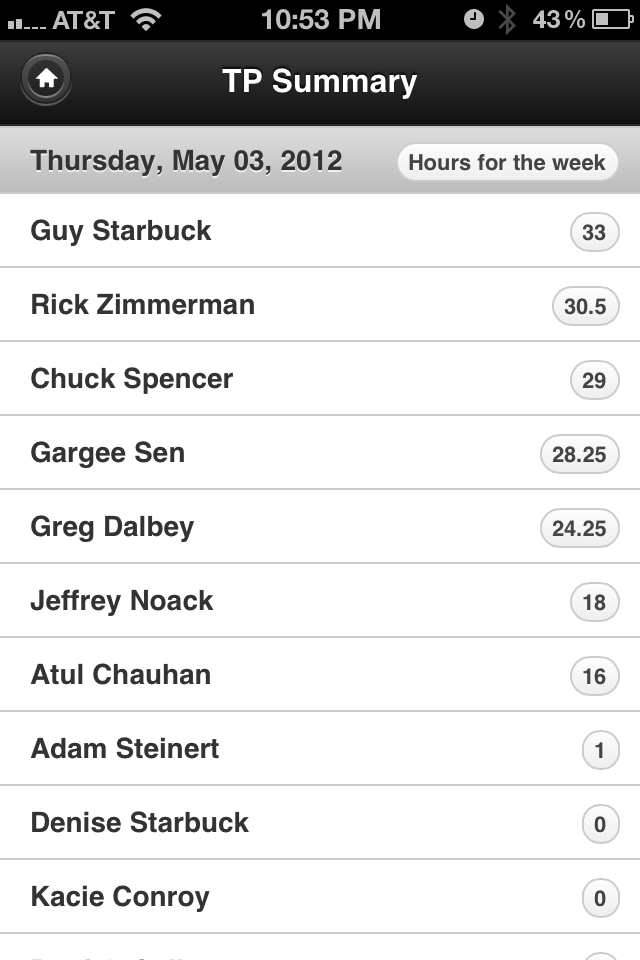 AT&T 10:53 PM 43%
TP Summary
Thursday, May 03, 2012 Hours for the week
Guy Starbuck 33
Rick Zimmerman 30.5
Chuck Spencer 29
Gargee Sen 28.25
Greg Dalbey 24.25
Jeffrey Noack 18
Atul Chauhan 16
Adam Steinert 1
Denise Starbuck 0
Kacie Conroy 0